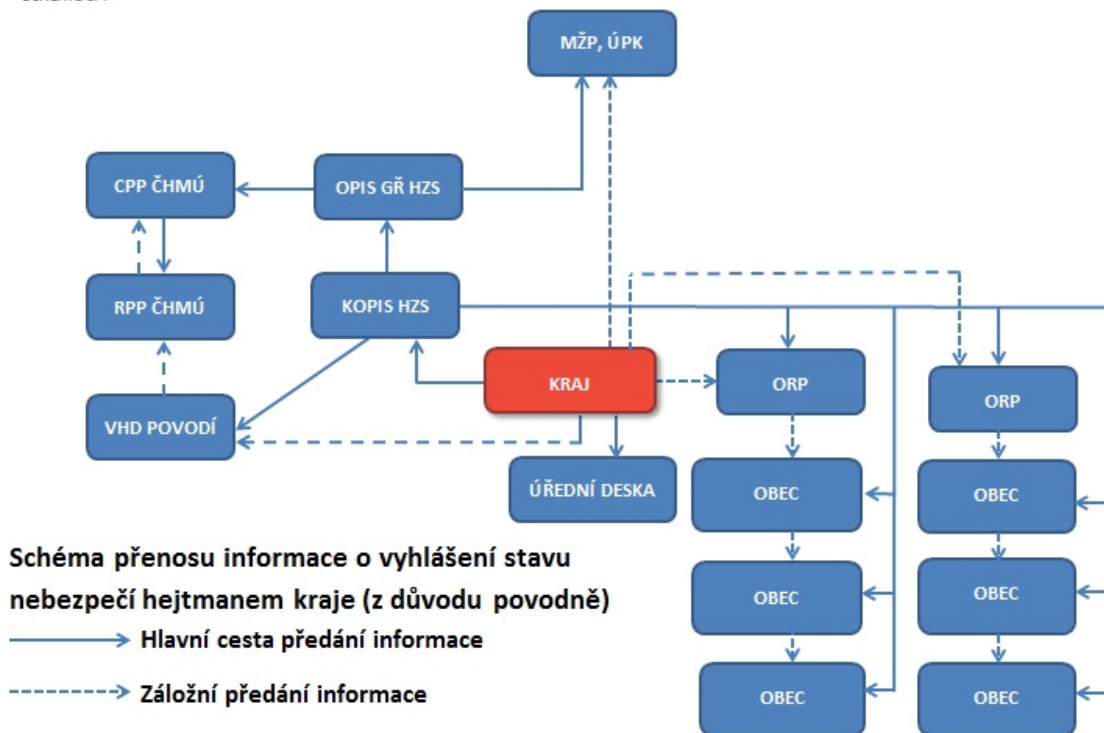 MŽP, ÚPK
CPP ČHMÚ
OPIS GŘ HZS
RPP ČHMÚ
KOPIS HZS
KRAJ
ORP
ORP
VHD POVODÍ
ÚŘEDNÍ DESKA
OBEC
OBEC
Schéma přenosu informace o vyhlášení stavu
nebezpečí hejtmanem kraje (z důvodu povodně)
Hlavní cesta předání informace
Záložní předání informace
OBEC
OBEC
OBEC
OBEC